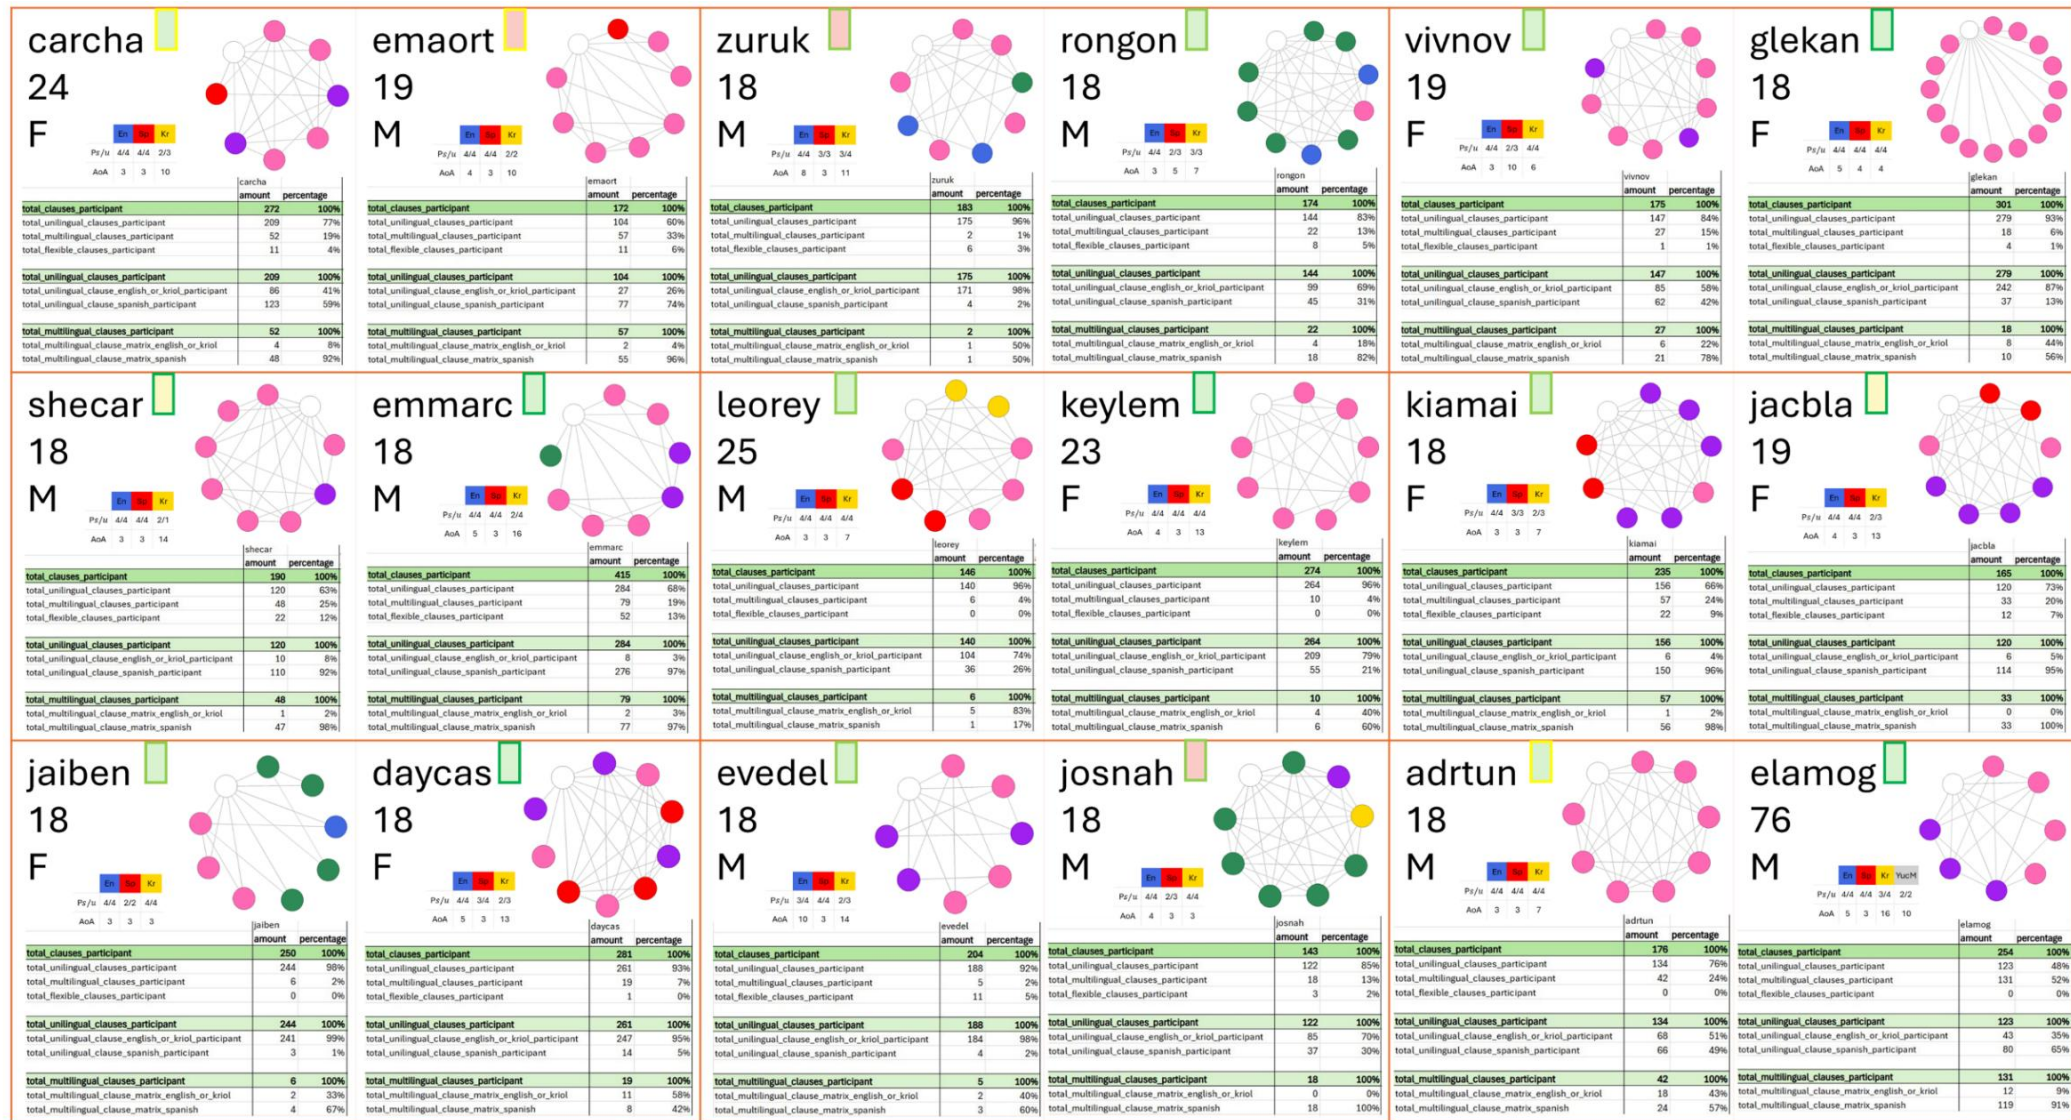 carcha
24
F
En Sp Kr
Ps/u 4/4 4/4 2/3
AoA 3 3 10
carcha
amount percentage
total_clauses_participant 272 100%
total_unilingual_clauses_participant 209 77%
total_multilingual_clauses_participant 52 19%
total_flexible_clauses_participant 11 4%
total_unilingual_clauses_participant 209 100%
total_unilingual_clause_english_or_kriol_participant 86 41%
total_unilingual_clause_spanish_participant 123 59%
total_multilingual_clauses_participant 52 100%
total_multilingual_clause_matrix_english_or_kriol 4 8%
total_multilingual_clause_matrix_spanish 48 92%
emaort
19
M
En Sp Kr
Ps/u 4/4 4/4 2/2
AoA 4 3 10
emaort
amount percentage
total_clauses_participant 172 100%
total_unilingual_clauses_participant 104 60%
total_multilingual_clauses_participant 57 33%
total_flexible_clauses_participant 11 6%
total_unilingual_clauses_participant 104 100%
total_unilingual_clause_english_or_kriol_participant 27 26%
total_unilingual_clause_spanish_participant 77 74%
total_multilingual_clauses_participant 57 100%
total_multilingual_clause_matrix_english_or_kriol 2 4%
total_multilingual_clause_matrix_spanish 55 96%
zuruk
18
M
En Sp Kr
Ps/u 4/4 3/3 3/4
AoA 8 3 11
zuruk
amount percentage
total_clauses_participant 183 100%
total_unilingual_clauses_participant 175 96%
total_multilingual_clauses_participant 2 1%
total_flexible_clauses_participant 6 3%
total_unilingual_clauses_participant 175 100%
total_unilingual_clause_english_or_kriol_participant 171 98%
total_unilingual_clause_spanish_participant 4 2%
total_multilingual_clauses_participant 2 100%
total_multilingual_clause_matrix_english_or_kriol 1 50%
total_multilingual_clause_matrix_spanish 1 50%
rongon
18
M
En Sp Kr
Ps/u 4/4 2/3 3/3
AoA 3 5 7
rongon
amount percentage
total_clauses_participant 174 100%
total_unilingual_clauses_participant 144 83%
total_multilingual_clauses_participant 22 13%
total_flexible_clauses_participant 8 5%
total_unilingual_clauses_participant 144 100%
total_unilingual_clause_english_or_kriol_participant 99 69%
total_unilingual_clause_spanish_participant 45 31%
total_multilingual_clauses_participant 22 100%
total_multilingual_clause_matrix_english_or_kriol 4 18%
total_multilingual_clause_matrix_spanish 18 82%
vivnov
19
F
En Sp Kr
Ps/u 4/4 2/3 4/4
AoA 3 10 6
vivnov
amount percentage
total_clauses_participant 175 100%
total_unilingual_clauses_participant 147 84%
total_multilingual_clauses_participant 27 15%
total_flexible_clauses_participant 1 1%
total_unilingual_clauses_participant 147 100%
total_unilingual_clause_english_or_kriol_participant 85 58%
total_unilingual_clause_spanish_participant 62 42%
total_multilingual_clauses_participant 27 100%
total_multilingual_clause_matrix_english_or_kriol 6 22%
total_multilingual_clause_matrix_spanish 21 78%
glekan
18
F
En Sp Kr
Ps/u 4/4 4/4 4/4
AoA 5 4 4
glekan
amount percentage
total_clauses_participant 301 100%
total_unilingual_clauses_participant 279 93%
total_multilingual_clauses_participant 18 6%
total_flexible_clauses_participant 4 1%
total_unilingual_clauses_participant 279 100%
total_unilingual_clause_english_or_kriol_participant 242 87%
total_unilingual_clause_spanish_participant 37 13%
total_multilingual_clauses_participant 18 100%
total_multilingual_clause_matrix_english_or_kriol 8 44%
total_multilingual_clause_matrix_spanish 10 56%
shecar
18
M
En Sp Kr
Ps/u 4/4 4/4 2/1
AoA 3 3 14
shecar
amount percentage
total_clauses_participant 190 100%
total_unilingual_clauses_participant 120 63%
total_multilingual_clauses_participant 48 25%
total_flexible_clauses_participant 22 12%
total_unilingual_clauses_participant 120 100%
total_unilingual_clause_english_or_kriol_participant 10 8%
total_unilingual_clause_spanish_participant 110 92%
total_multilingual_clauses_participant 48 100%
total_multilingual_clause_matrix_english_or_kriol 1 2%
total_multilingual_clause_matrix_spanish 47 98%
emmarc
18
M
En Sp Kr
Ps/u 4/4 4/4 2/4
AoA 5 3 16
emmarc
amount percentage
total_clauses_participant 415 100%
total_unilingual_clauses_participant 284 68%
total_multilingual_clauses_participant 79 19%
total_flexible_clauses_participant 52 13%
total_unilingual_clauses_participant 284 100%
total_unilingual_clause_english_or_kriol_participant 8 3%
total_unilingual_clause_spanish_participant 276 97%
total_multilingual_clauses_participant 79 100%
total_multilingual_clause_matrix_english_or_kriol 2 3%
total_multilingual_clause_matrix_spanish 77 97%
leorey
25
M
En Sp Kr
Ps/u 4/4 4/4 4/4
AoA 3 3 7
leorey
amount percentage
total_clauses_participant 146 100%
total_unilingual_clauses_participant 140 96%
total_multilingual_clauses_participant 6 4%
total_flexible_clauses_participant 0 0%
total_unilingual_clauses_participant 140 100%
total_unilingual_clause_english_or_kriol_participant 104 74%
total_unilingual_clause_spanish_participant 36 26%
total_multilingual_clauses_participant 6 100%
total_multilingual_clause_matrix_english_or_kriol 5 83%
total_multilingual_clause_matrix_spanish 1 17%
keylem
23
F
En Sp Kr
Ps/u 4/4 4/4 4/4
AoA 4 3 13
keylem
amount percentage
total_clauses_participant 274 100%
total_unilingual_clauses_participant 264 96%
total_multilingual_clauses_participant 10 4%
total_flexible_clauses_participant 0 0%
total_unilingual_clauses_participant 264 100%
total_unilingual_clause_english_or_kriol_participant 209 79%
total_unilingual_clause_spanish_participant 55 21%
total_multilingual_clauses_participant 10 100%
total_multilingual_clause_matrix_english_or_kriol 4 40%
total_multilingual_clause_matrix_spanish 6 60%
kiamai
18
F
En Sp Kr
Ps/u 4/4 3/3 2/3
AoA 3 3 7
kiamai
amount percentage
total_clauses_participant 235 100%
total_unilingual_clauses_participant 156 66%
total_multilingual_clauses_participant 57 24%
total_flexible_clauses_participant 22 9%
total_unilingual_clauses_participant 156 100%
total_unilingual_clause_english_or_kriol_participant 6 4%
total_unilingual_clause_spanish_participant 150 96%
total_multilingual_clauses_participant 57 100%
total_multilingual_clause_matrix_english_or_kriol 1 2%
total_multilingual_clause_matrix_spanish 56 98%
jacbla
19
F
En Sp Kr
Ps/u 4/4 4/4 2/3
AoA 4 3 13
jacbla
amount percentage
total_clauses_participant 165 100%
total_unilingual_clauses_participant 120 73%
total_multilingual_clauses_participant 33 20%
total_flexible_clauses_participant 12 7%
total_unilingual_clauses_participant 120 100%
total_unilingual_clause_english_or_kriol_participant 6 5%
total_unilingual_clause_spanish_participant 114 95%
total_multilingual_clauses_participant 33 100%
total_multilingual_clause_matrix_english_or_kriol 0 0%
total_multilingual_clause_matrix_spanish 33 100%
jaiben
18
F
En Sp Kr
Ps/u 4/4 2/2 4/4
AoA 3 3 3
jaiben
amount percentage
total_clauses_participant 250 100%
total_unilingual_clauses_participant 244 98%
total_multilingual_clauses_participant 6 2%
total_flexible_clauses_participant 0 0%
total_unilingual_clauses_participant 244 100%
total_unilingual_clause_english_or_kriol_participant 241 99%
total_unilingual_clause_spanish_participant 3 1%
total_multilingual_clauses_participant 6 100%
total_multilingual_clause_matrix_english_or_kriol 2 33%
total_multilingual_clause_matrix_spanish 4 67%
daycas
18
F
En Sp Kr
Ps/u 4/4 3/4 2/3
AoA 5 3 13
daycas
amount percentage
total_clauses_participant 281 100%
total_unilingual_clauses_participant 261 93%
total_multilingual_clauses_participant 19 7%
total_flexible_clauses_participant 1 0%
total_unilingual_clauses_participant 261 100%
total_unilingual_clause_english_or_kriol_participant 247 95%
total_unilingual_clause_spanish_participant 14 5%
total_multilingual_clauses_participant 19 100%
total_multilingual_clause_matrix_english_or_kriol 11 58%
total_multilingual_clause_matrix_spanish 8 42%
evedel
18
M
En Sp Kr
Ps/u 3/4 4/4 2/3
AoA 10 3 14
evedel
amount percentage
total_clauses_participant 204 100%
total_unilingual_clauses_participant 188 92%
total_multilingual_clauses_participant 5 2%
total_flexible_clauses_participant 11 5%
total_unilingual_clauses_participant 188 100%
total_unilingual_clause_english_or_kriol_participant 184 98%
total_unilingual_clause_spanish_participant 4 2%
total_multilingual_clauses_participant 5 100%
total_multilingual_clause_matrix_english_or_kriol 2 40%
total_multilingual_clause_matrix_spanish 3 60%
josnah
18
M
En Sp Kr
Ps/u 4/4 2/3 4/4
AoA 4 3 3
josnah
amount percentage
total_clauses_participant 143 100%
total_unilingual_clauses_participant 122 85%
total_multilingual_clauses_participant 18 13%
total_flexible_clauses_participant 3 2%
total_unilingual_clauses_participant 122 100%
total_unilingual_clause_english_or_kriol_participant 85 70%
total_unilingual_clause_spanish_participant 37 30%
total_multilingual_clauses_participant 18 100%
total_multilingual_clause_matrix_english_or_kriol 0 0%
total_multilingual_clause_matrix_spanish 18 100%
adrtun
18
M
En Sp Kr
Ps/u 4/4 4/4 4/4
AoA 3 3 7
adrtun
amount percentage
total_clauses_participant 176 100%
total_unilingual_clauses_participant 134 76%
total_multilingual_clauses_participant 42 24%
total_flexible_clauses_participant 0 0%
total_unilingual_clauses_participant 134 100%
total_unilingual_clause_english_or_kriol_participant 68 51%
total_unilingual_clause_spanish_participant 66 49%
total_multilingual_clauses_participant 42 100%
total_multilingual_clause_matrix_english_or_kriol 18 43%
total_multilingual_clause_matrix_spanish 24 57%
elamog
76
M
En Sp Kr YucM
Ps/u 4/4 4/4 3/4 2/2
AoA 5 3 16 10
elamog
amount percentage
total_clauses_participant 254 100%
total_unilingual_clauses_participant 123 48%
total_multilingual_clauses_participant 131 52%
total_flexible_clauses_participant 0 0%
total_unilingual_clauses_participant 123 100%
total_unilingual_clause_english_or_kriol_participant 43 35%
total_unilingual_clause_spanish_participant 80 65%
total_multilingual_clauses_participant 131 100%
total_multilingual_clause_matrix_english_or_kriol 12 9%
total_multilingual_clause_matrix_spanish 119 91%